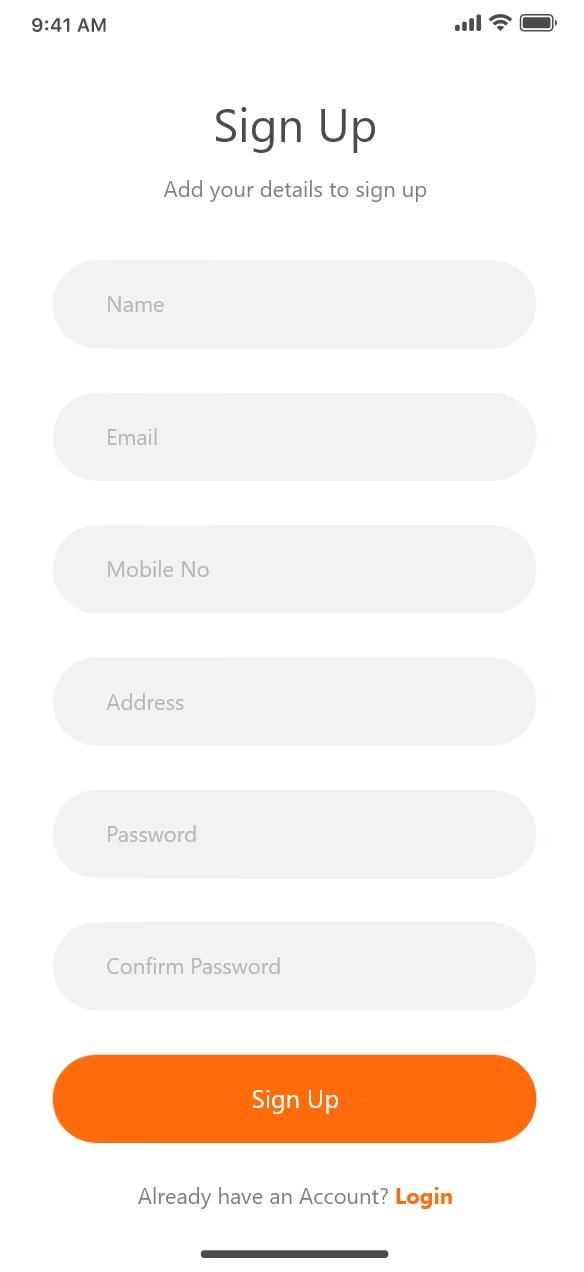 9:41 AM
Sign Up
Add your details to sign up
Name
Email
Mobile No
Address
Password
Confirm Password
Sign Up
Already have an Account? Login